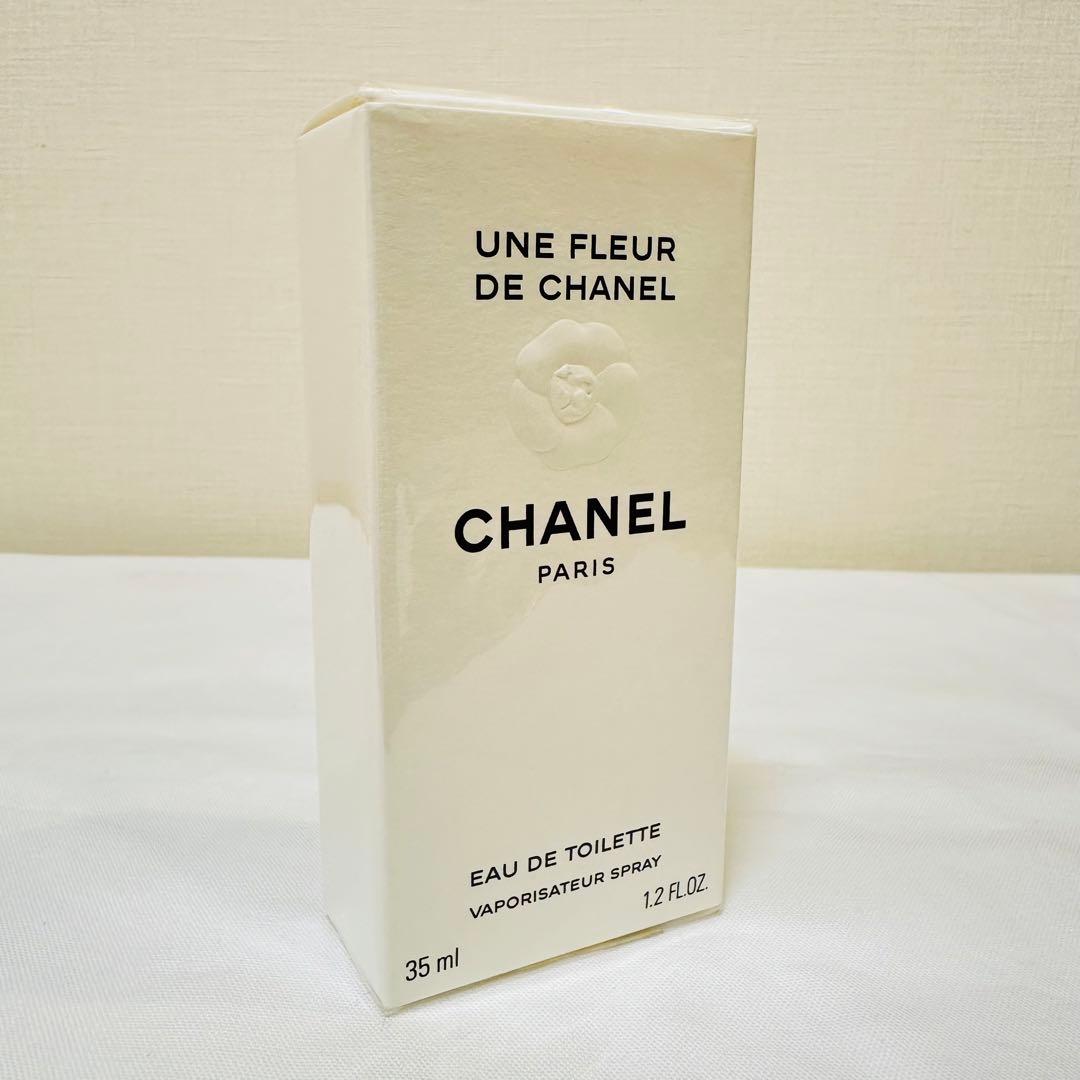 UNE FLEUR
DE CHANEL
CHANEL
PARIS
EAU DE TOILETTE
VAPORISATEUR SPRAY
35 ml
1.2 FL.OZ.